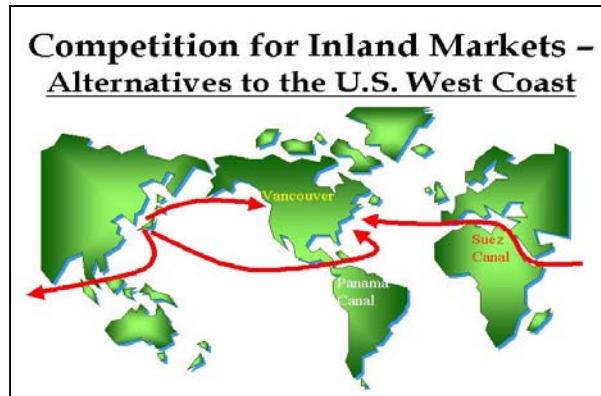 Competition for Inland Markets –
Alternatives to the U.S. West Coast
Vancouver
Suez
Canal
Panama
Canal